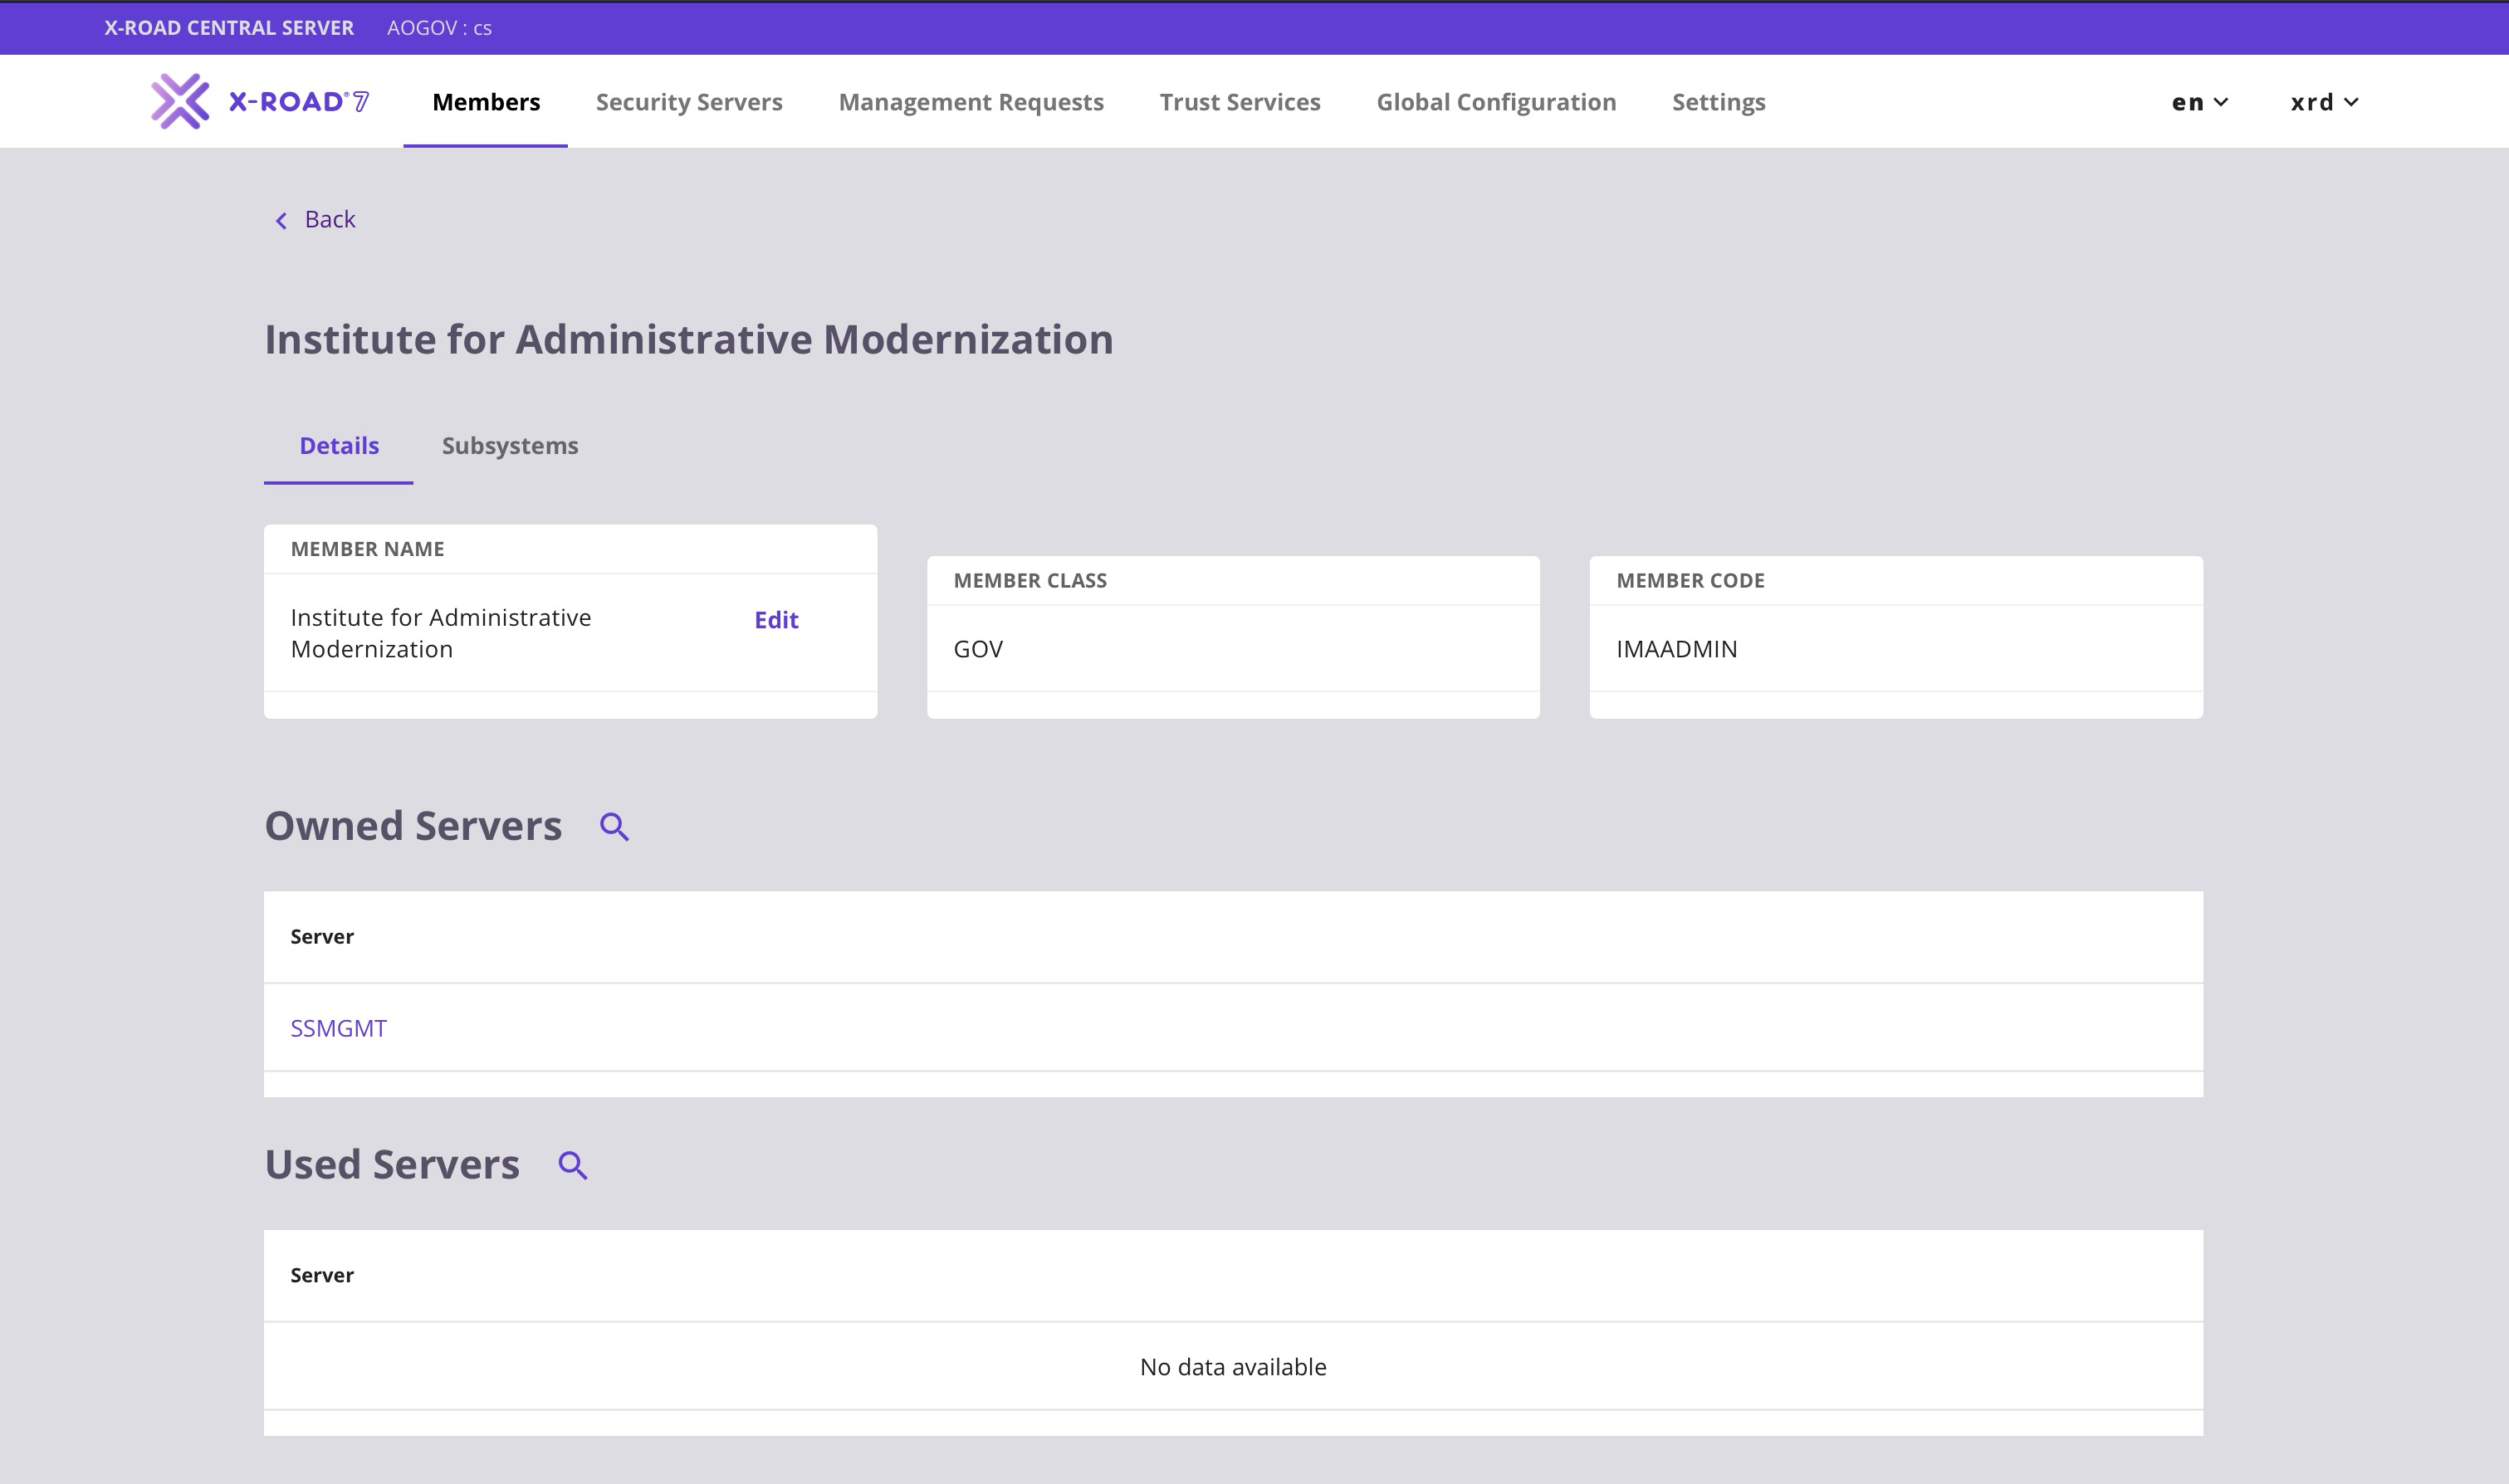 X-ROAD CENTRAL SERVER AOGOV : cs
X-ROAD® 7 Members Security Servers Management Requests Trust Services Global Configuration Settings en xrd
Back
Institute for Administrative Modernization
Details Subsystems
MEMBER NAME
Institute for Administrative
Modernization
Edit
MEMBER CLASS
GOV
MEMBER CODE
IMAADMIN
Owned Servers
Server
SSMGMT
Used Servers
Server
No data available